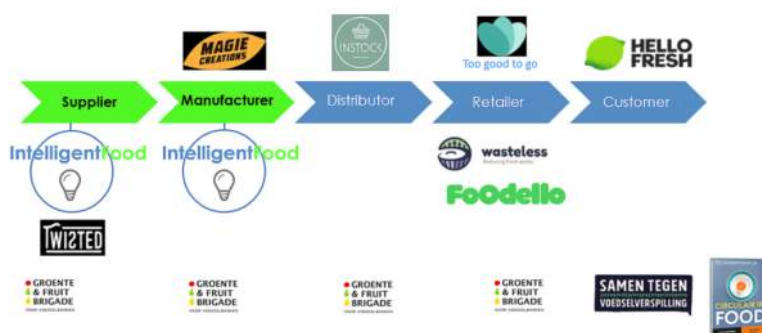 MAGIE
CREATIONS
INSTOCK
Too good to go
HELLO
FRESH
Supplier
Manufacturer
Distributor
Retailer
Customer
IntelligentFood
IntelligentFood
wasteless
FoOdello
TWISTED
GROENTE
& FRUIT
BRIGADE
GROENTE
& FRUIT
BRIGADE
GROENTE
& FRUIT
BRIGADE
GROENTE
& FRUIT
BRIGADE
SAMEN TEGEN
VOEDSELVERSPILLING
FOOD